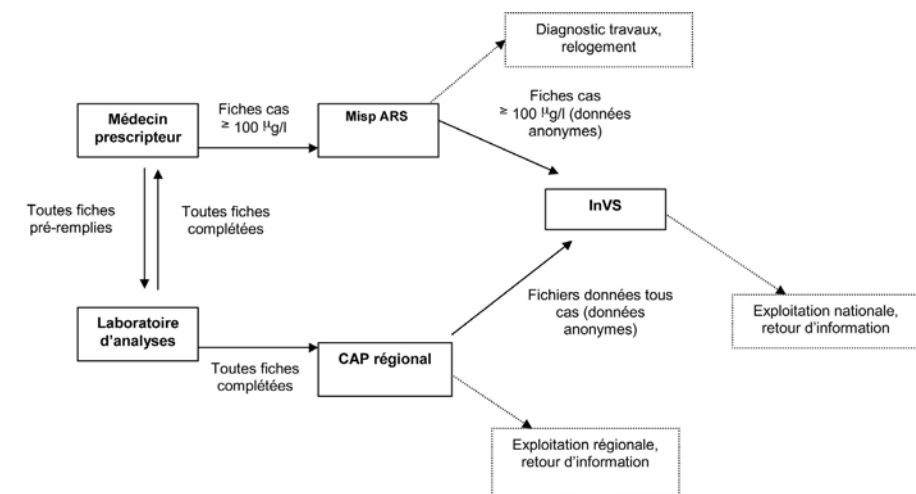 Diagnostic travaux,
relogement
Médecin
prescripteur
Fiches cas
≥ 100 µg/l
Misp ARS
Fiches cas
≥ 100 µg/l (données
anonymes)
Toutes fiches
pré-remplies
Toutes fiches
complétées
InVS
Laboratoire
d'analyses
Toutes fiches
complétées
CAP régional
Fichiers données tous
cas (données
anonymes)
Exploitation nationale,
retour d'information
Exploitation régionale,
retour d'information